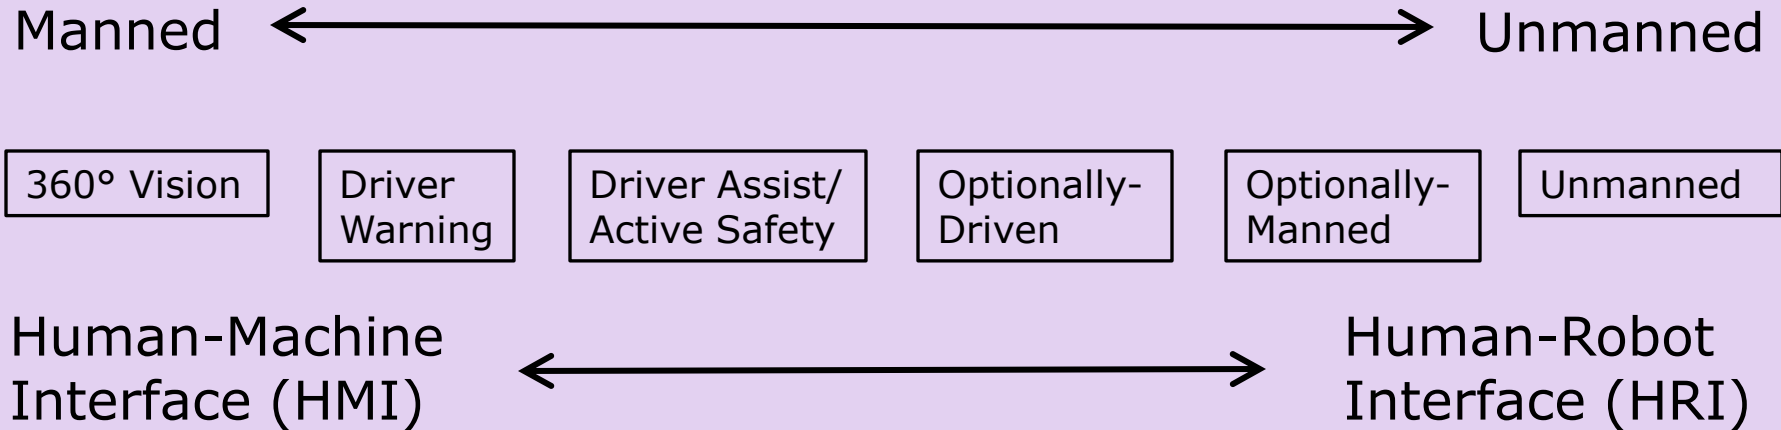 Manned
Unmanned
360° Vision
Driver
Warning
Driver Assist/
Active Safety
Optionally-
Driven
Optionally-
Manned
Unmanned
Human-Machine
Interface (HMI)
Human-Robot
Interface (HRI)